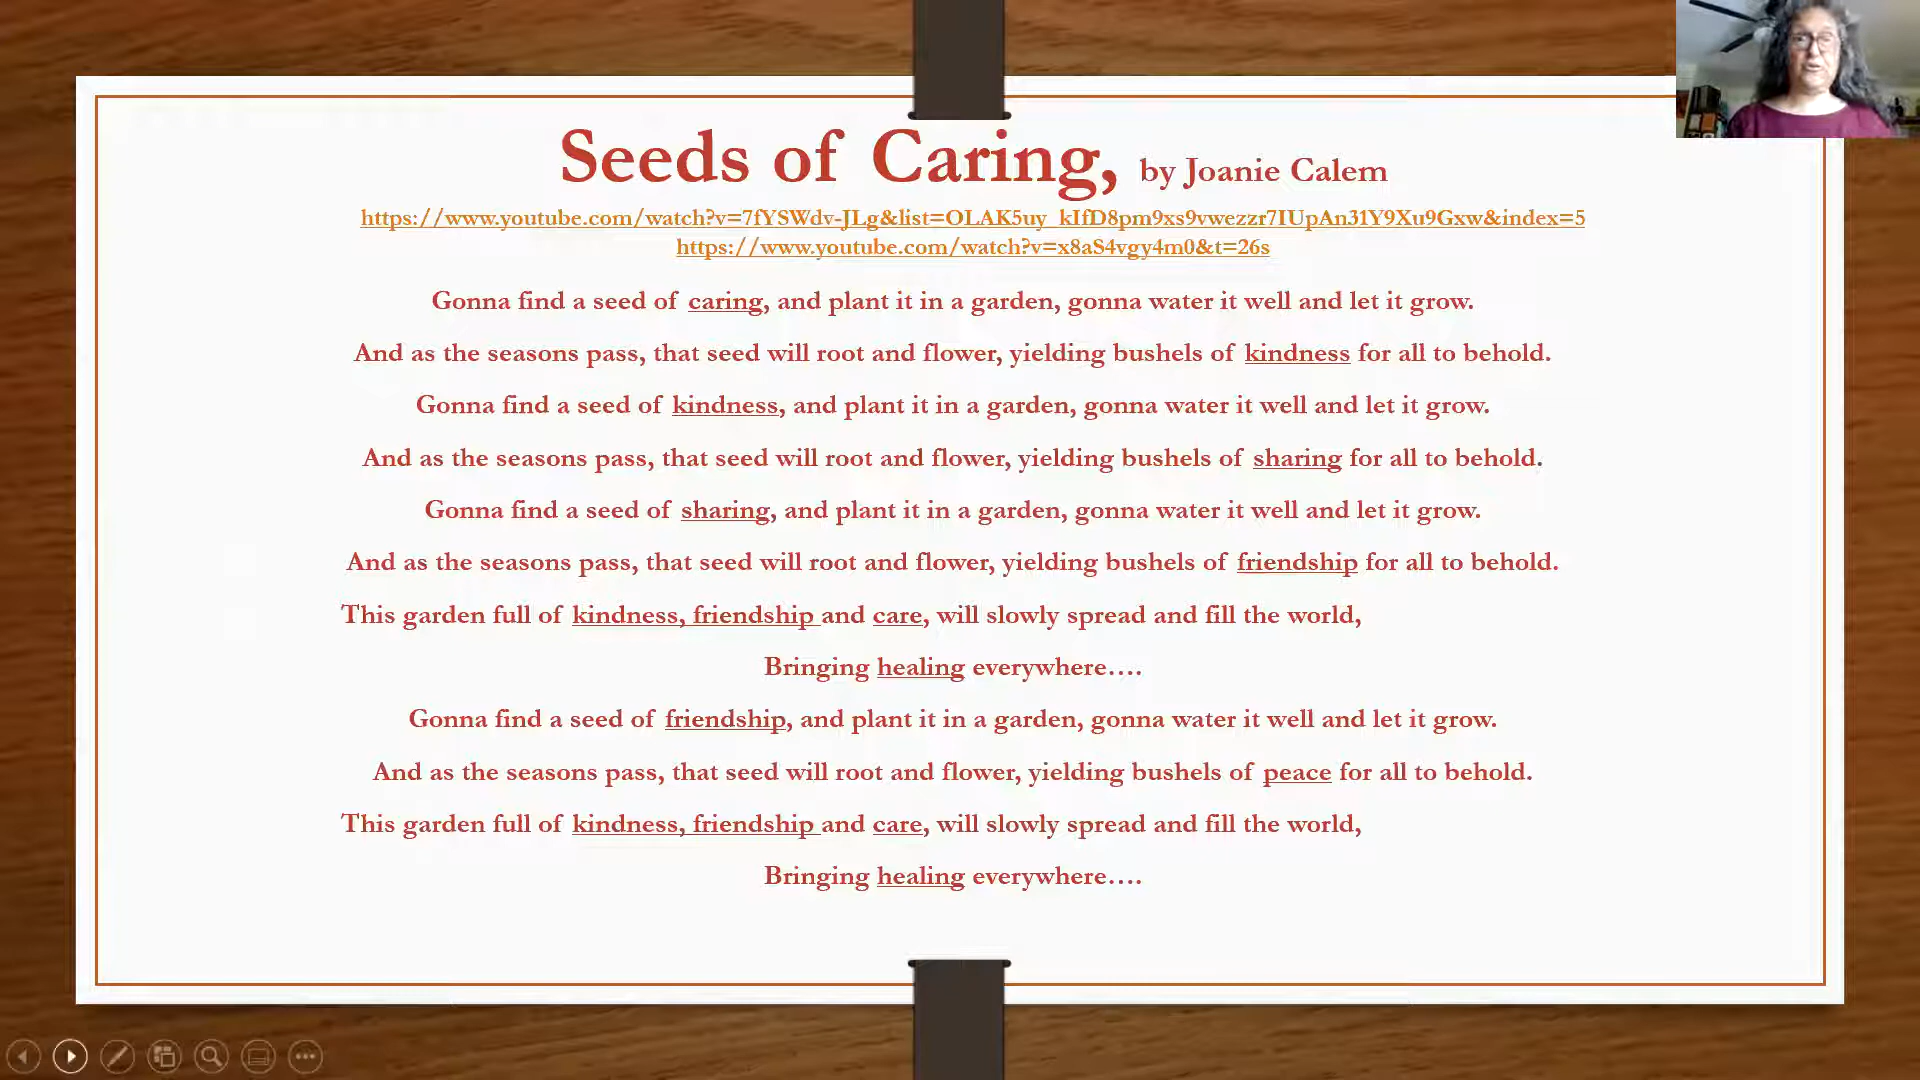 Seeds of Caring, by Joanie Calem
https://www.youtube.com/watch?v=7fYSWdv-JLg&list=OLAK5uy_kIfD8pm9xs9vwezzr7IUpAn31Y9Xu9Gxw&index=5
https://www.youtube.com/watch?v=x8aS4vgy4m0&t=26s
Gonna find a seed of caring, and plant it in a garden, gonna water it well and let it grow.
And as the seasons pass, that seed will root and flower, yielding bushels of kindness for all to behold.
Gonna find a seed of kindness, and plant it in a garden, gonna water it well and let it grow.
And as the seasons pass, that seed will root and flower, yielding bushels of sharing for all to behold.
Gonna find a seed of sharing, and plant it in a garden, gonna water it well and let it grow.
And as the seasons pass, that seed will root and flower, yielding bushels of friendship for all to behold.
This garden full of kindness, friendship and care, will slowly spread and fill the world,
Bringing healing everywhere….
Gonna find a seed of friendship, and plant it in a garden, gonna water it well and let it grow.
And as the seasons pass, that seed will root and flower, yielding bushels of peace for all to behold.
This garden full of kindness, friendship and care, will slowly spread and fill the world,
Bringing healing everywhere….